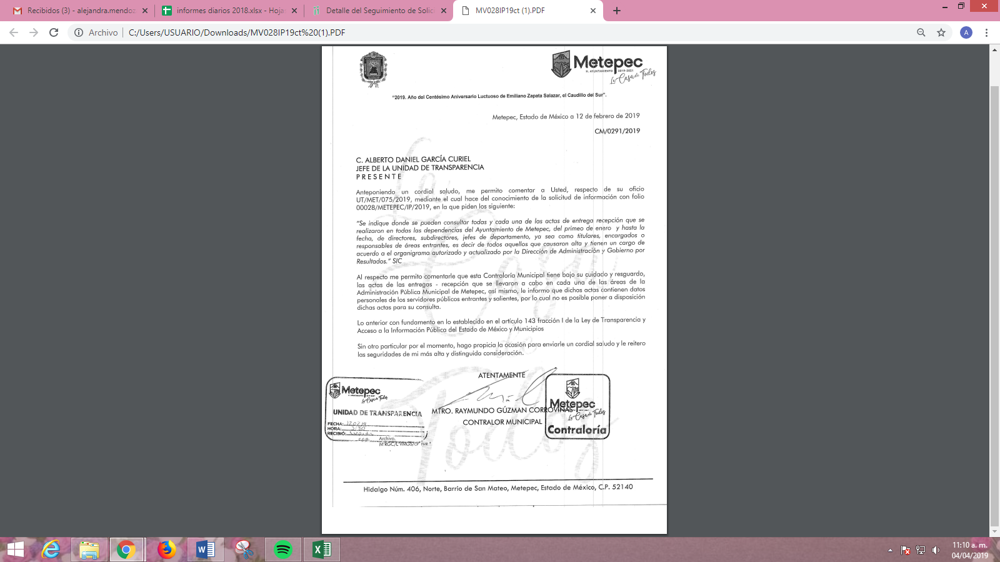 Recibidos (3) - alejandra.mendoz
informes diarios 2018.xlsx - Hoja
Detalle del Seguimiento de Solic
MV028IP19ct (1).PDF
Archivo
C:/Users/USUARIO/Downloads/MV028IP19ct%20(1).PDF
A
Metepec
H. AYUNTAMIENTO 2019-2021
La Casa de Todos
"2019. Año del Centésimo Aniversario Luctuoso de Emiliano Zapata Salazar, el Caudillo del Sur".
Metepec, Estado de México a 12 de febrero de 2019
CM/0291/2019
C. ALBERTO DANIEL GARCÍA CURIEL
JEFE DE LA UNIDAD DE TRANSPARENCIA
P R E S E N T E
Anteponiendo un cordial saludo, me permito comentar a Usted, respecto de su oficio
UT/MET/075/2019, mediante el cual hace del conocimiento de la solicitud de información con folio
00028/METEPEC/IP/2019, en la que piden los siguiente:
"Se indique donde se pueden consultar todas y cada una de las actas de entrega recepción que se
realizaron en todas las dependencias del Ayuntamiento de Metepec, del primeo de enero y hasta la
fecha, de directores, subdirectores, jefes de departamento, ya sea como titulares, encargados o
responsables de áreas entrantes, es decir de todos aquellos que causaron alta y tienen un cargo de
acuerdo a el organigrama autorizado y actualizado por la Dirección de Administración y Gobierno por
Resultados." SIC
Al respecto me permito comentarle que esta Contraloría Municipal tiene bajo su cuidado y resguardo,
las actas de las entregas - recepción que se llevaron a cabo en cada una de las áreas de la
Administración Pública Municipal de Metepec, así mismo, le informo que dichas actas contienen datos
personales de los servidores públicos entrantes y salientes, por lo cual no es posible poner a disposición
dichas actas para su consulta.
Lo anterior con fundamento en lo establecido en el artículo 143 fracción I de la Ley de Transparencia y
Acceso a la Información Pública del Estado de México y Municipios
Sin otro particular por el momento, hago propicia la ocasión para enviarle un cordial saludo y le reitero
las seguridades de mi más alta y distinguida consideración.
ATENTAMENTE
MTRO. RAYMUNDO GÚZMAN CORROVIÑAS
CONTRALOR MUNICIPAL
Metepec
La Casa de Todos
UNIDAD DE TRANSPARENCIA
FECHA:
HORA:
RECIBIÓ:
c.c.p. Archivo.
Metepec
La Casa de Todos
Contraloría
La Casa de Todos
Hidalgo Núm. 406, Norte, Barrio de San Mateo, Metepec, Estado de México, C.P. 52140
11:10 a. m.
04/04/2019